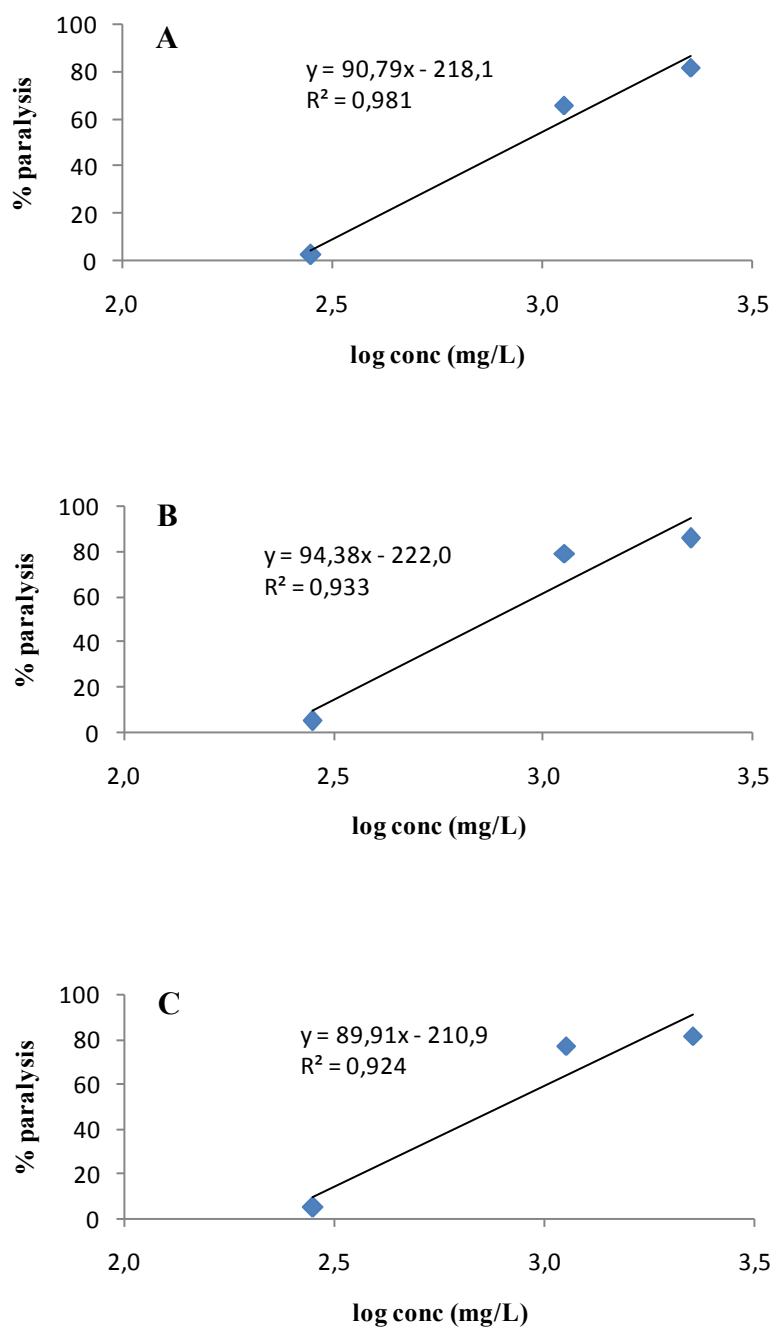 A
y = 90,79x - 218,1
R² = 0,981
% paralysis
100
80
60
40
20
0
2,0 2,5 3,0 3,5
log conc (mg/L)
B
y = 94,38x - 222,0
R² = 0,933
% paralysis
100
80
60
40
20
0
2,0 2,5 3,0 3,5
log conc (mg/L)
C
y = 89,91x - 210,9
R² = 0,924
% paralysis
100
80
60
40
20
0
2,0 2,5 3,0 3,5
log conc (mg/L)